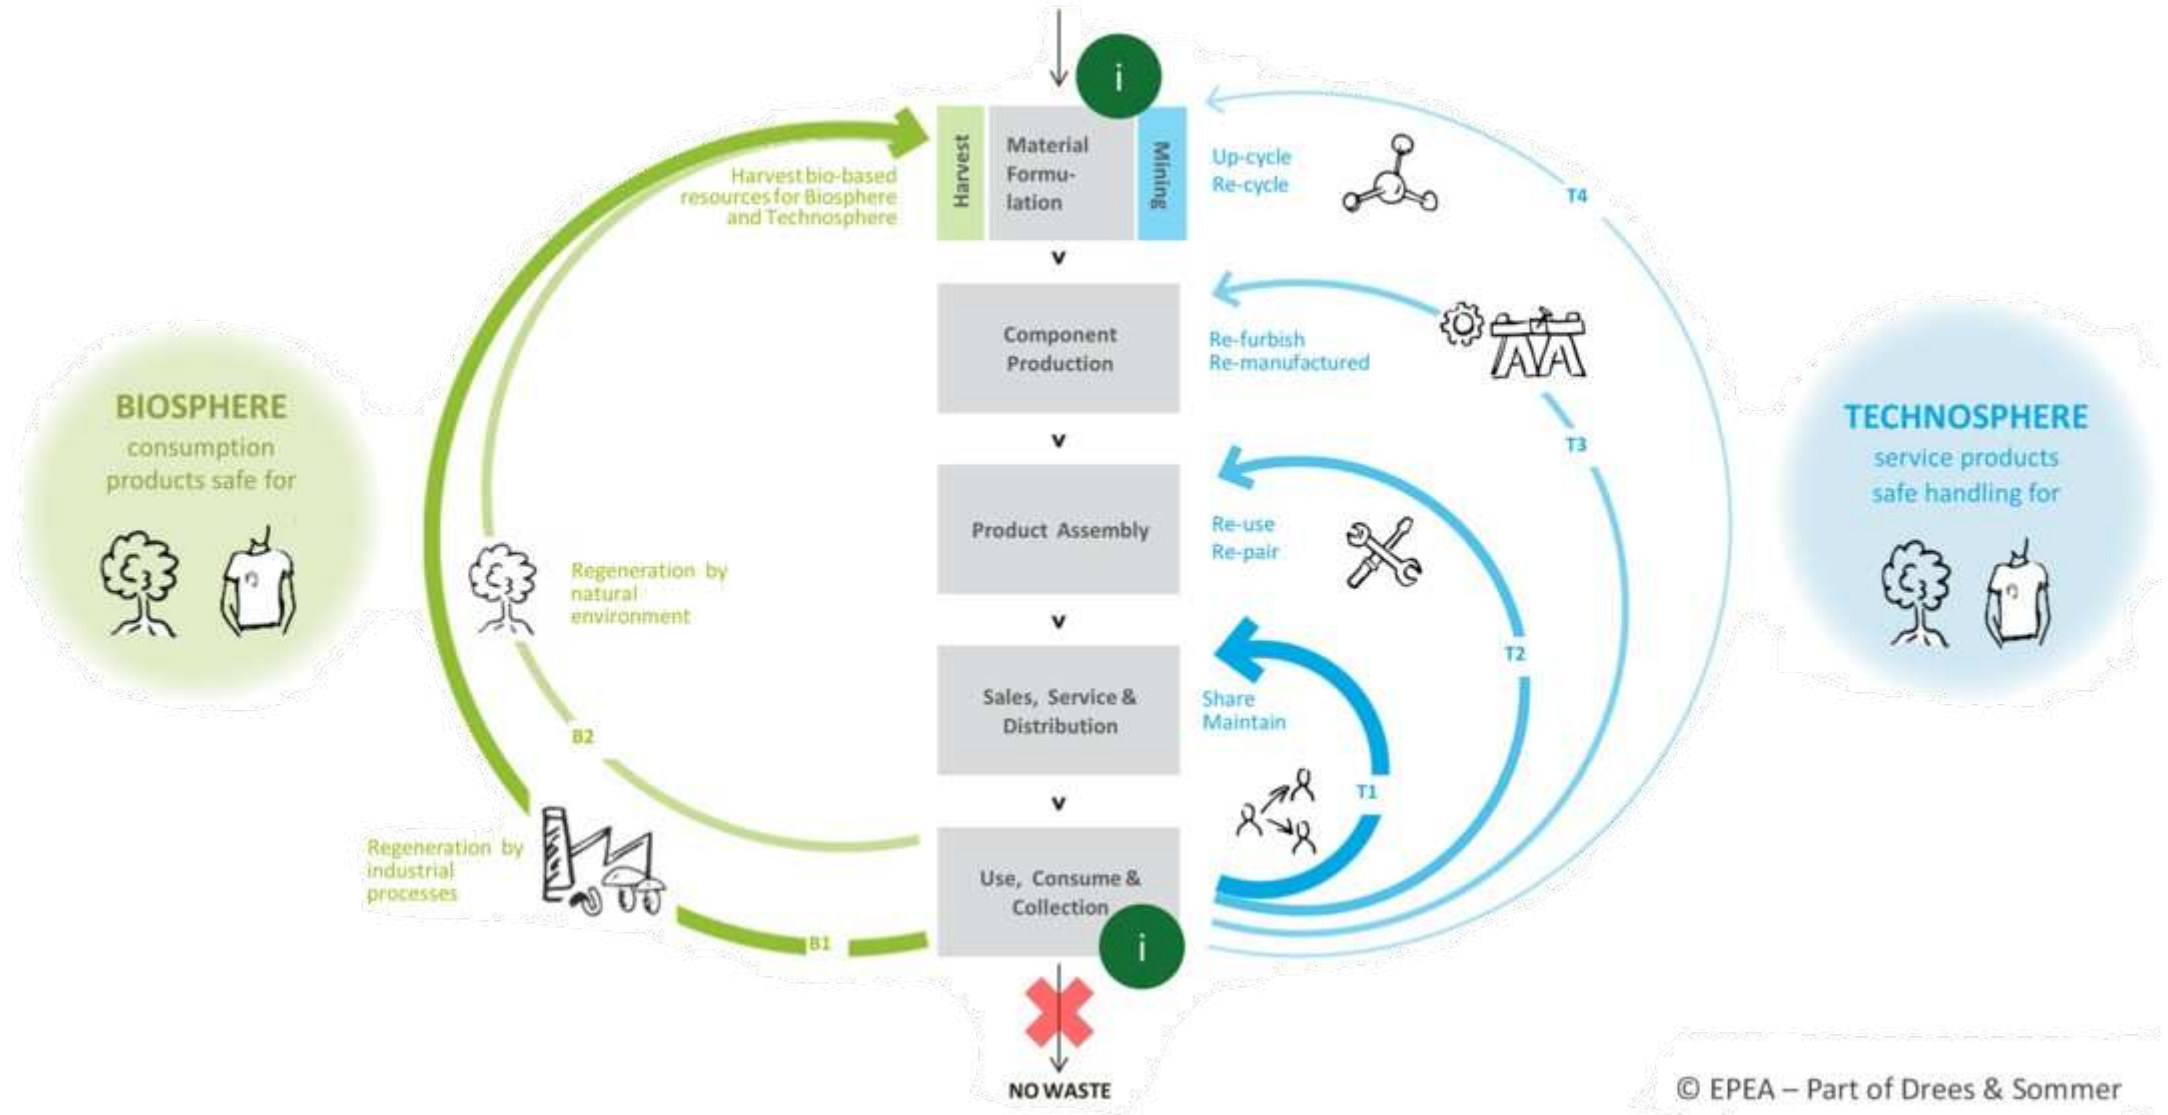 i
Harvest
Material
Formu-
lation
Mining
Harvest bio-based
resources for Biosphere
and Technosphere
Up-cycle
Re-cycle
T4
v
Component
Production
Re-furbish
Re-manufactured
T3
v
BIOSPHERE
consumption
products safe for
TECHNOSPHERE
service products
safe handling for
Product Assembly
Re-use
Re-pair
T2
Regeneration by
natural
environment
v
Sales, Service &
Distribution
Share
Maintain
T1
B2
v
Regeneration by
industrial
processes
Use, Consume &
Collection
i
B1
NO WASTE
© EPEA – Part of Drees & Sommer